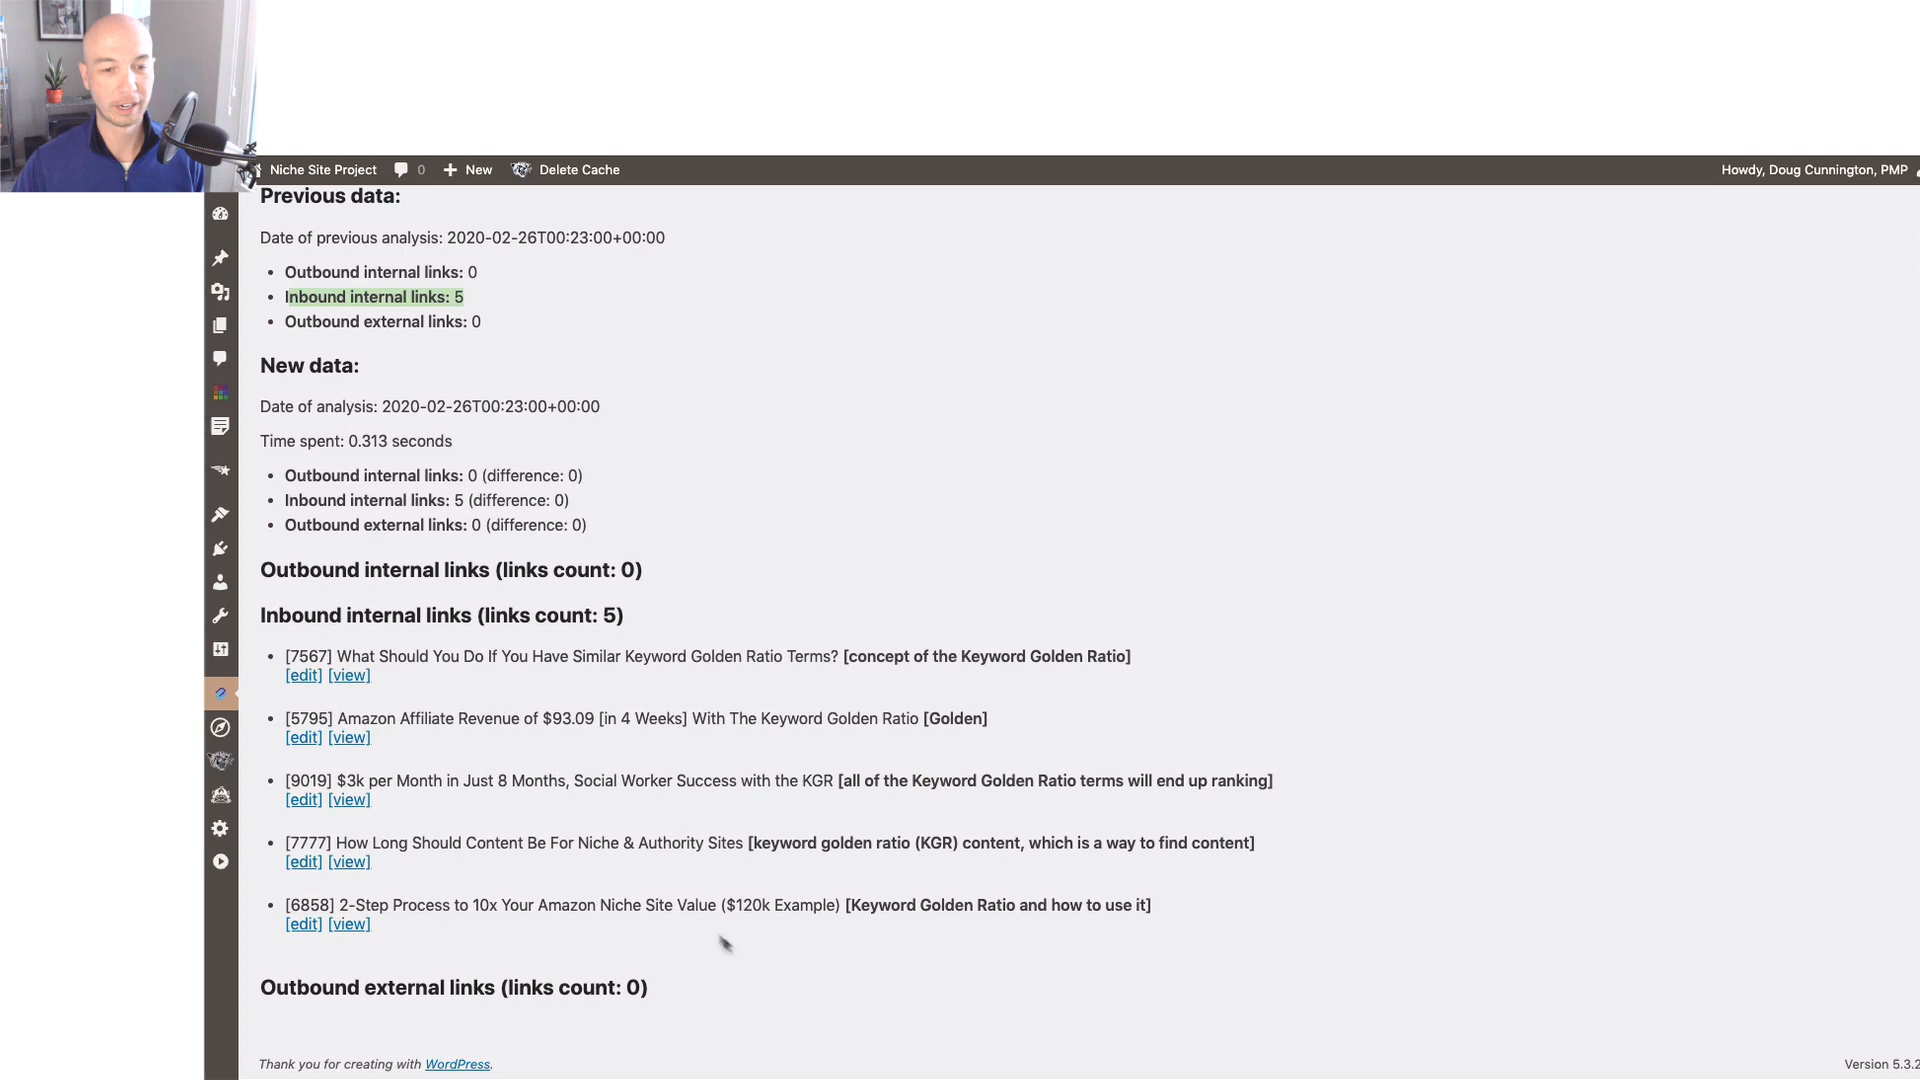 Niche Site Project 0 New Delete Cache Howdy, Doug Cunnington, PMP
Previous data:
Date of previous analysis: 2020-02-26T00:23:00+00:00
• Outbound internal links: 0
• Inbound internal links: 5
• Outbound external links: 0
New data:
Date of analysis: 2020-02-26T00:23:00+00:00
Time spent: 0.313 seconds
• Outbound internal links: 0 (difference: 0)
• Inbound internal links: 5 (difference: 0)
• Outbound external links: 0 (difference: 0)
Outbound internal links (links count: 0)
Inbound internal links (links count: 5)
• [7567] What Should You Do If You Have Similar Keyword Golden Ratio Terms? [concept of the Keyword Golden Ratio]
[edit] [view]
• [5795] Amazon Affiliate Revenue of $93.09 [in 4 Weeks] With The Keyword Golden Ratio [Golden]
[edit] [view]
• [9019] $3k per Month in Just 8 Months, Social Worker Success with the KGR [all of the Keyword Golden Ratio terms will end up ranking]
[edit] [view]
• [7777] How Long Should Content Be For Niche & Authority Sites [keyword golden ratio (KGR) content, which is a way to find content]
[edit] [view]
• [6858] 2-Step Process to 10x Your Amazon Niche Site Value ($120k Example) [Keyword Golden Ratio and how to use it]
[edit] [view]
Outbound external links (links count: 0)
Thank you for creating with WordPress. Version 5.3.2